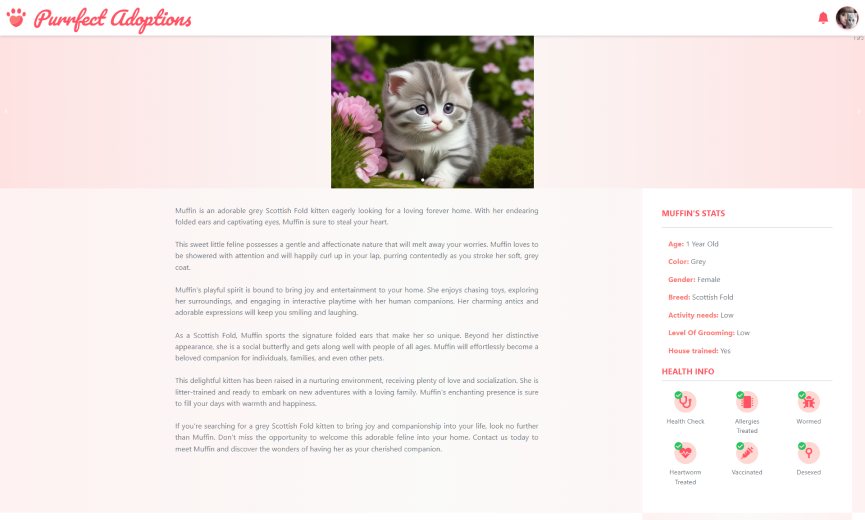 Purrfect Adoptions
1 of 2
Muffin is an adorable grey Scottish Fold kitten eagerly looking for a loving forever home. With her endearing
folded ears and captivating eyes, Muffin is sure to steal your heart.
This sweet little feline possesses a gentle and affectionate nature that will melt away your worries. Muffin loves to
be showered with attention and will happily curl up in your lap, purring contentedly as you stroke her soft, grey
coat.
Muffin's playful spirit is bound to bring joy and entertainment to your home. She enjoys chasing toys, exploring
her surroundings, and engaging in interactive playtime with her human companions. Her charming antics and
adorable expressions will keep you smiling and laughing.
As a Scottish Fold, Muffin sports the signature folded ears that make her so unique. Beyond her distinctive
appearance, she is a social butterfly and gets along well with people of all ages. Muffin will effortlessly become a
beloved companion for individuals, families, and even other pets.
This delightful kitten has been raised in a nurturing environment, receiving plenty of love and socialization. She is
litter-trained and ready to embark on new adventures with a loving family. Muffin's enchanting presence is sure
to fill your days with warmth and happiness.
If you're searching for a grey Scottish Fold kitten to bring joy and companionship into your life, look no further
than Muffin. Don't miss the opportunity to welcome this adorable feline into your home. Contact us today to
meet Muffin and discover the wonders of having her as your cherished companion.
MUFFIN'S STATS
Age: 1 Year Old
Color: Grey
Gender: Female
Breed: Scottish Fold
Activity needs: Low
Level Of Grooming: Low
House trained: Yes
HEALTH INFO
Health Check
Allergies
Treated
Wormed
Heartworm
Treated
Vaccinated
Desexed